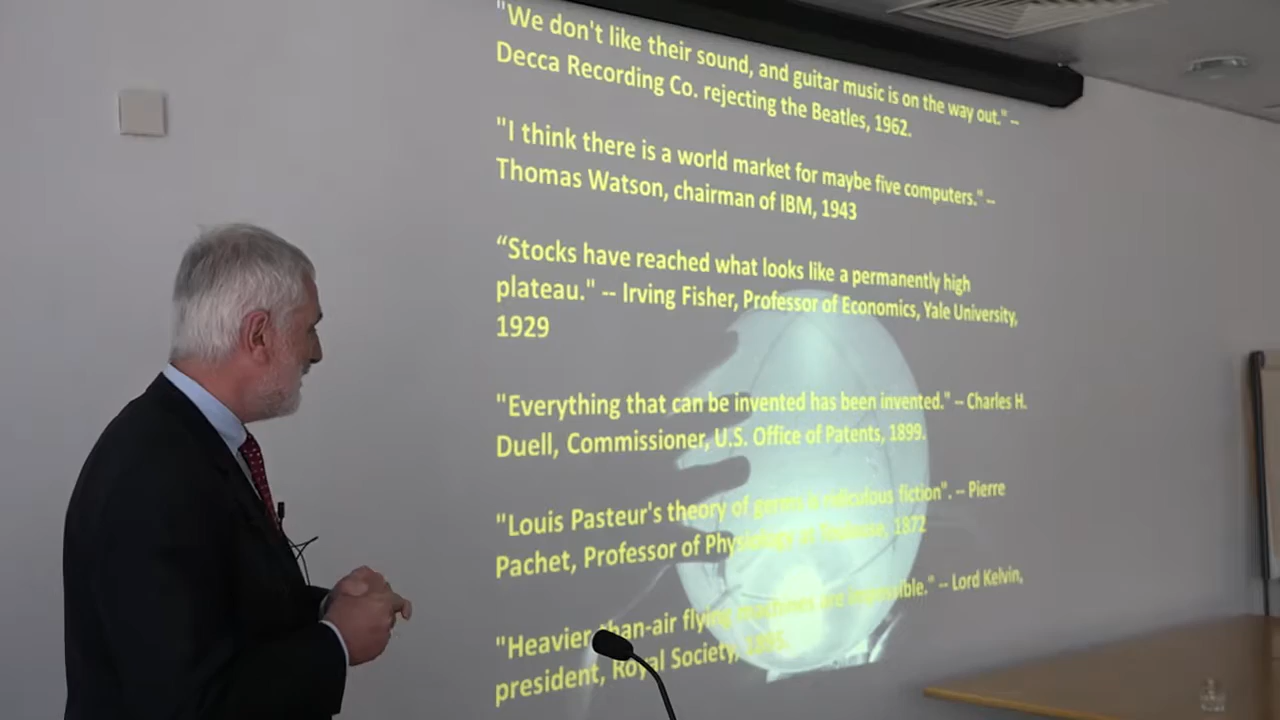 "We don't like their sound, and guitar music is on the way out." --
Decca Recording Co. rejecting the Beatles, 1962.
"I think there is a world market for maybe five computers." --
Thomas Watson, chairman of IBM, 1943
“Stocks have reached what looks like a permanently high
plateau." -- Irving Fisher, Professor of Economics, Yale University,
1929
"Everything that can be invented has been invented." -- Charles H.
Duell, Commissioner, U.S. Office of Patents, 1899.
"Louis Pasteur's theory of germs is ridiculous fiction". -- Pierre
Pachet, Professor of Physiology at Toulouse, 1872
"Heavier-than-air flying machines are impossible." -- Lord Kelvin,
president, Royal Society, 1895.